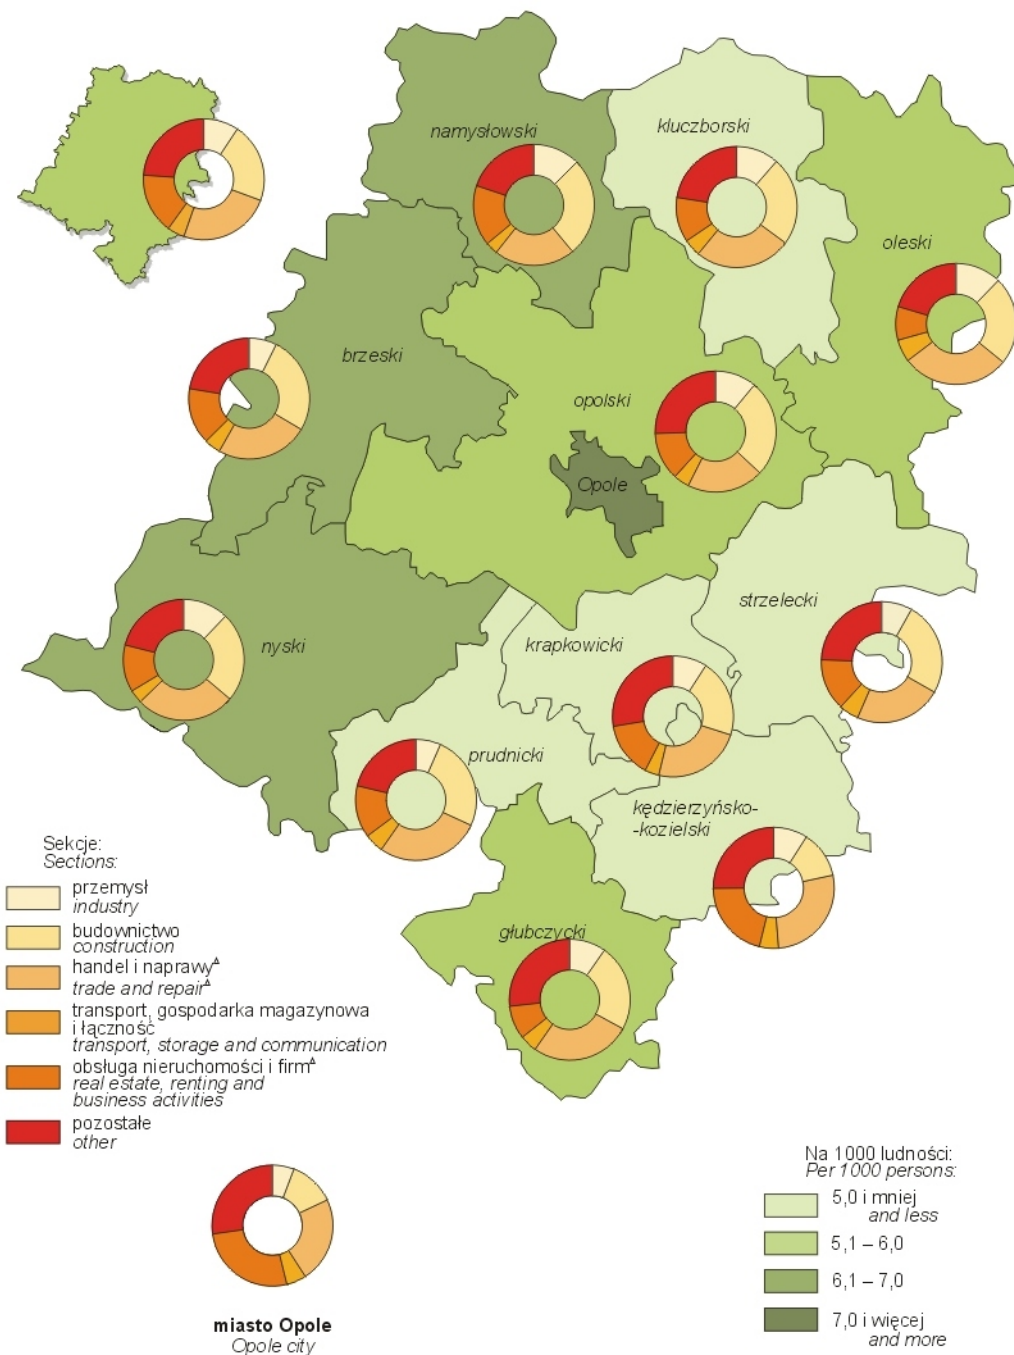 namysłowski
kluczborski
oleski
brzeski
opolski
Opole
strzelecki
nyski
krapkowicki
prudnicki
kędzierzyńsko-
-kozielski
głubczycki
Sekcje:
Sections:
przemysł
industry
budownictwo
construction
handel i naprawyᐞ
trade and repairᐞ
transport, gospodarka magazynowa
i łączność
transport, storage and communication
obsługa nieruchomości i firmᐞ
real estate, renting and
business activities
pozostałe
other
miasto Opole
Opole city
Na 1000 ludności:
Per 1000 persons:
5,0 i mniej
and less
5,1 – 6,0
6,1 – 7,0
7,0 i więcej
and more